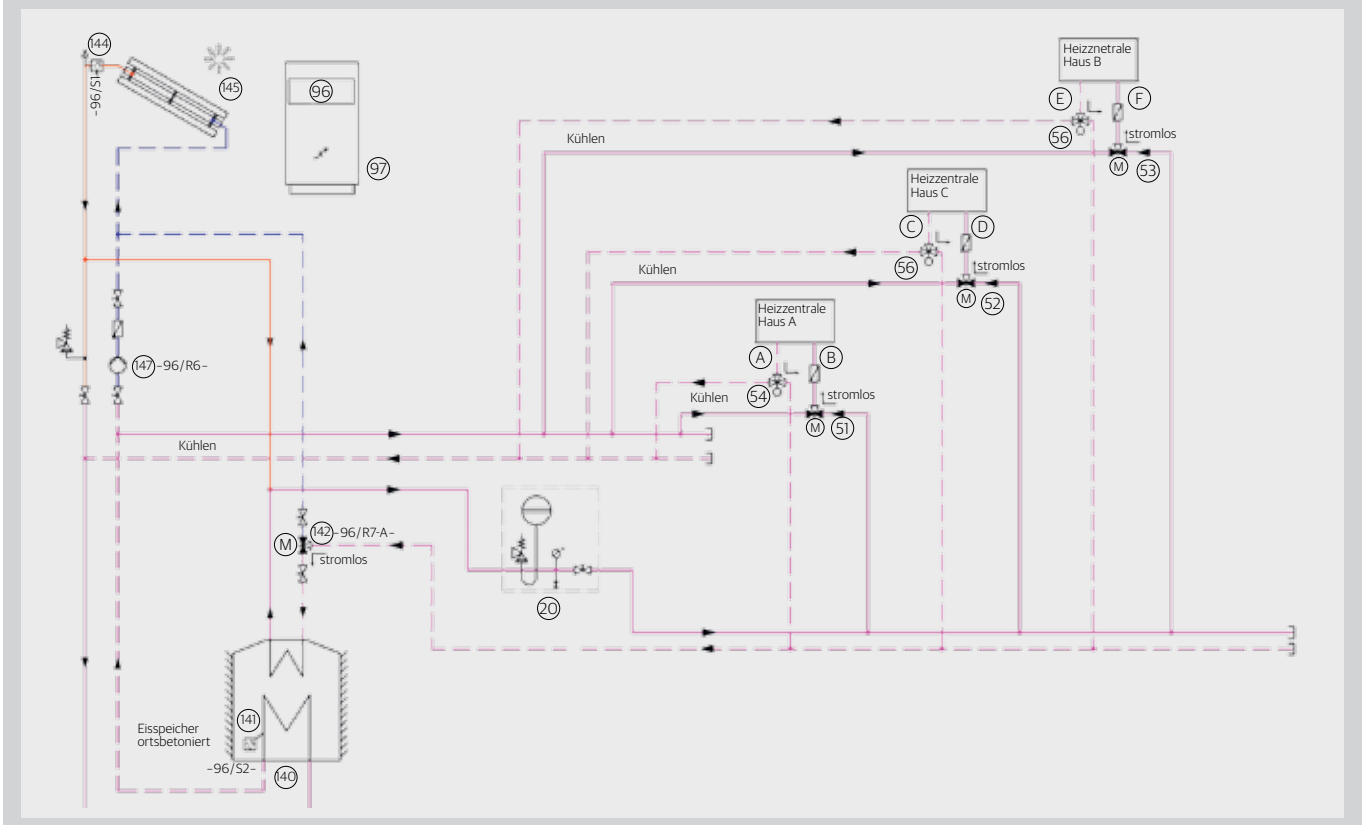 144
-96/S1-
145
96
97
Heizznetrale
Haus B
E
F
56
stromlos
M
53
Kühlen
Heizzentrale
Haus C
C
D
56
stromlos
M
52
Kühlen
Heizzentrale
Haus A
A
B
54
stromlos
M
51
Kühlen
147
-96/R6-
Kühlen
142
-96/R7-A-
M
stromlos
20
Eisspeicher
ortsbetoniert
141
-96/S2-
140